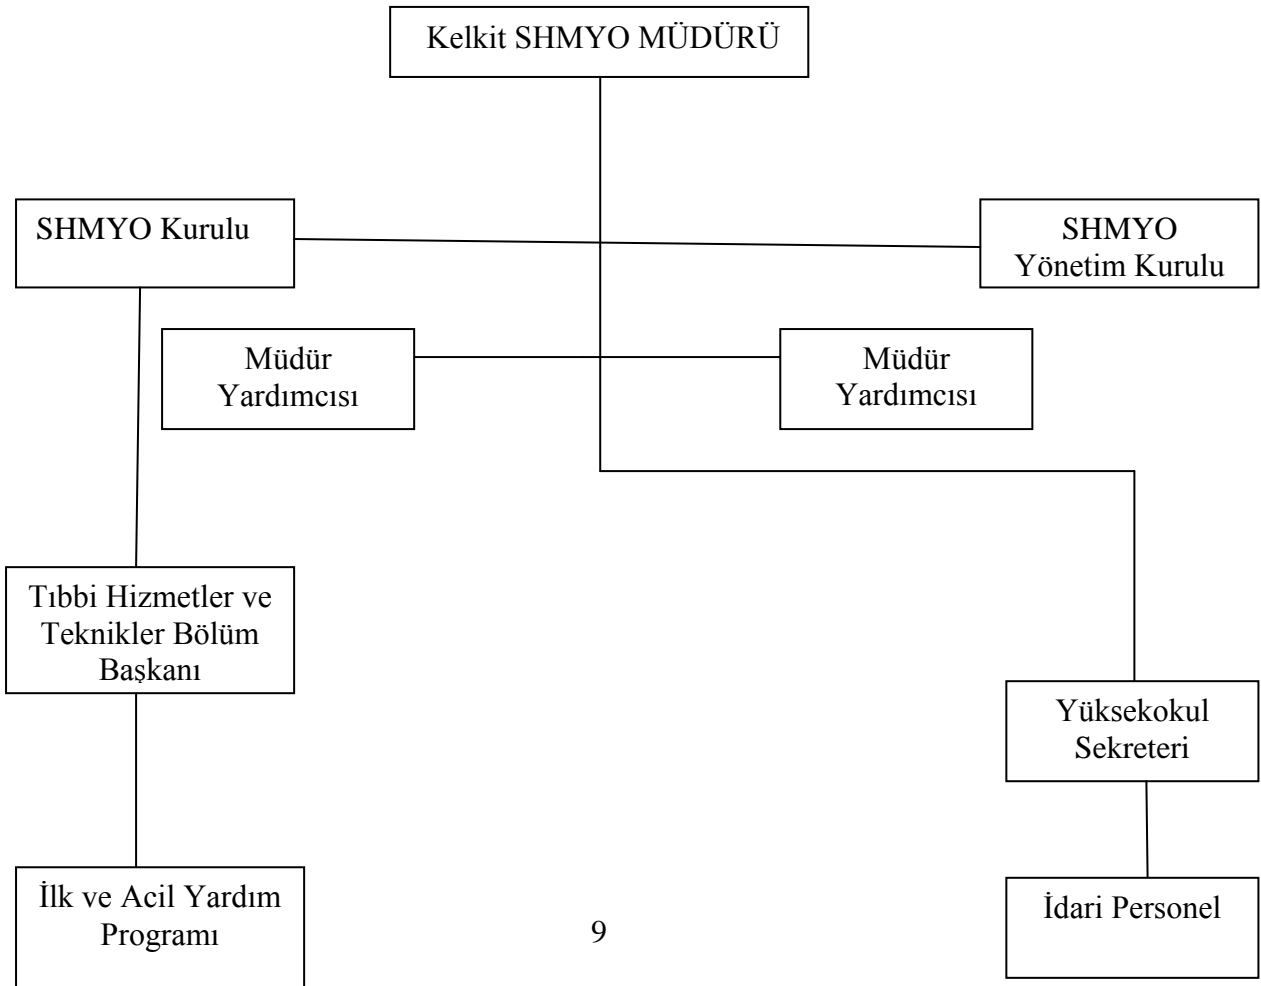 Kelkit SHMYO MÜDÜRÜ
SHMYO Kurulu
SHMYO
Yönetim Kurulu
Müdür
Yardımcısı
Müdür
Yardımcısı
Tıbbi Hizmetler ve
Teknikler Bölüm
Başkanı
Yüksekokul
Sekreteri
İlk ve Acil Yardım
Programı
İdari Personel
9